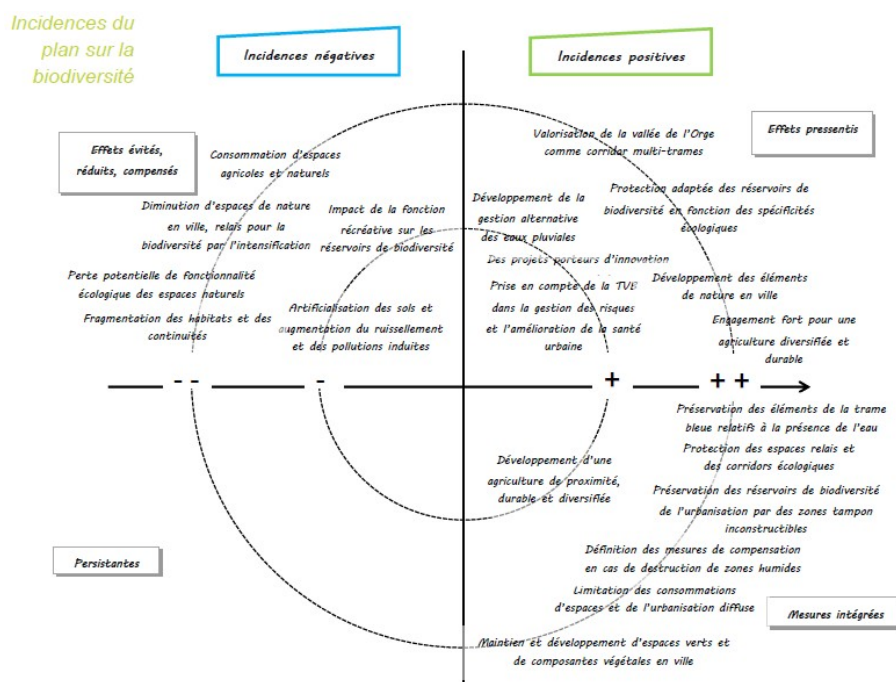 Incidences du
plan sur la
biodiversité
Incidences négatives
Incidences positives
Effets évités,
réduits, compensés
Consommation d'espaces
agricoles et naturels
Diminution d'espaces de nature
en ville, relais pour la
biodiversité par l'intensification
Impact de la fonction
récréative sur les
réservoirs de biodiversité
Perte potentielle de fonctionnalité
écologique des espaces naturels
Fragmentation des habitats et des
continuités
Artificialisation des sols et
augmentation du ruissellement
et des pollutions induites
Valorisation de la vallée de l'Orge
comme corridar multi-trames
Effets pressentis
Développement de la
gestion alternative
des eaux pluviales
Protection adaptée des réservoirs de
biodiversité en fonction des spécificités
écologiques
Des projets porteurs d'innovation
Prise en compte de la TVB
dans la gestion des risques
et l'amélioration de la santé
urbaine
Développement des éléments
de nature en ville
Engagement fort pour une
agriculture diversifiée et
durable
- - - + + +
Préservation des éléments de la trame
bleue relatifs à la présence de l'eau
Protection des espaces relais et
des corridors écologiques
Développement d'une
agriculture de proximité,
durable et diversifiée
Préservation des réservoirs de biodiversité
de l'urbanisation par des zones tampon
inconstructibles
Définition des mesures de compensation
en cas de destruction de zones humides
Limitation des consommations
d'espaces et de l'urbanisation diffuse
Maintien et développement d'espaces verts et
de composantes végétales en ville
Persistantes
Mesures intégrées